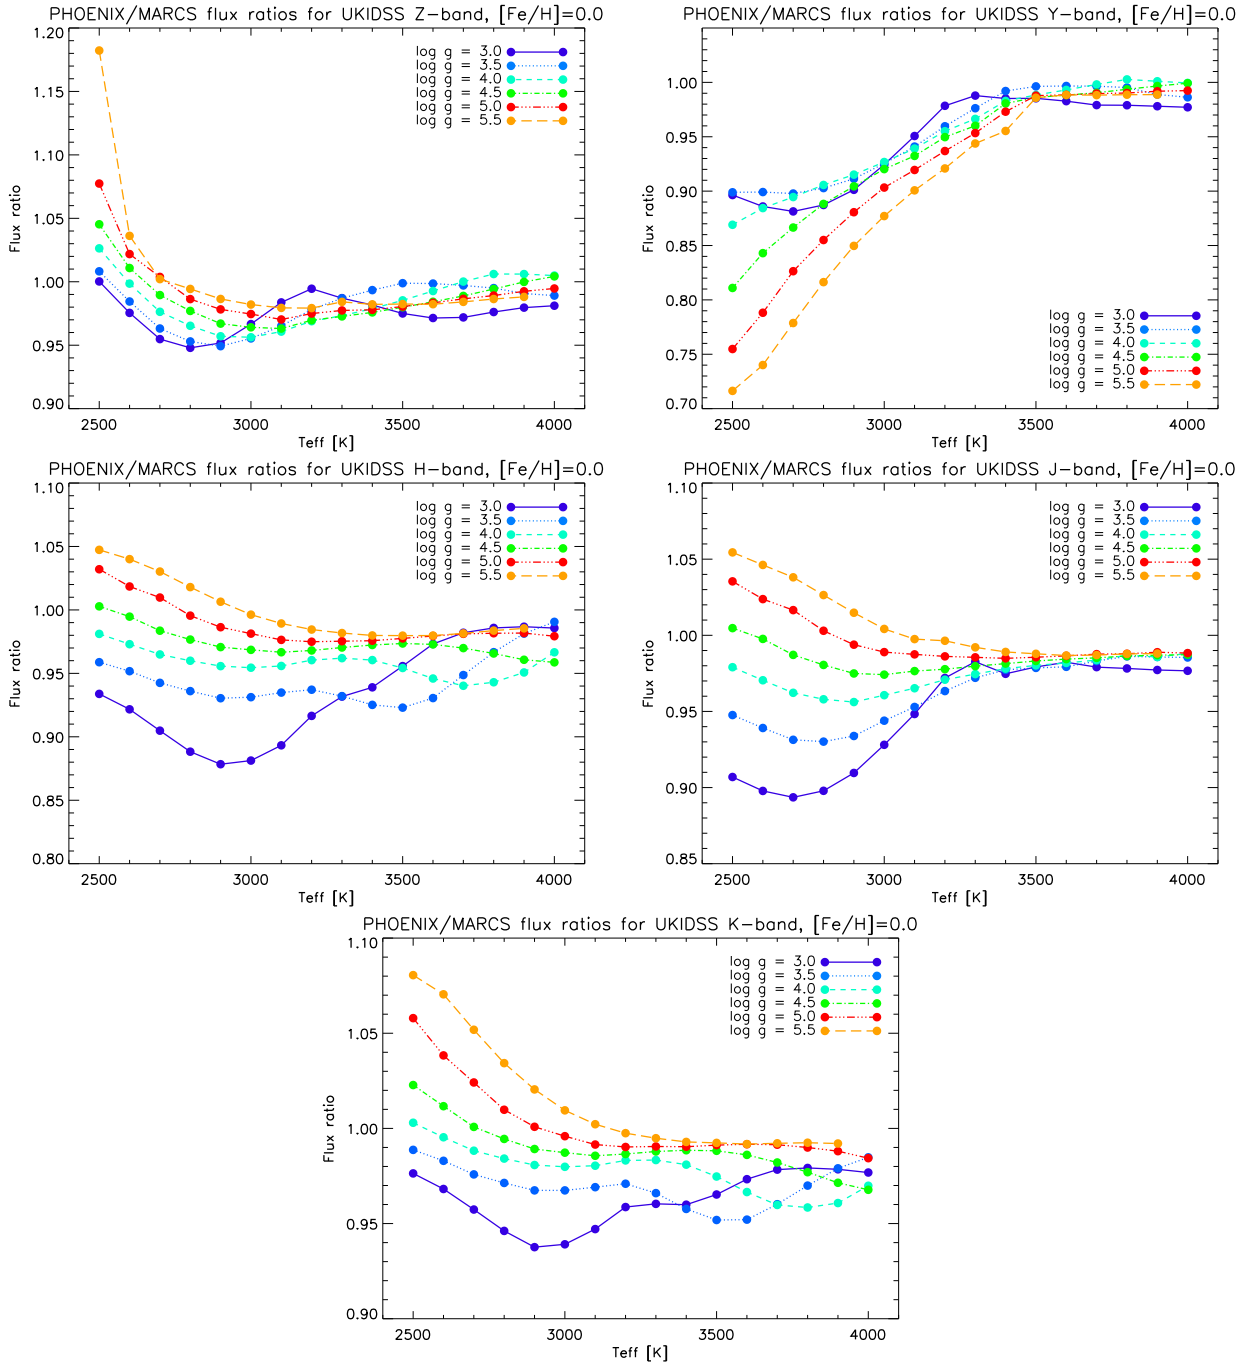 PHOENIX/MARCS flux ratios for UKIDSS Z-band, [Fe/H]=0.0
1.20
1.15
1.10
1.05
1.00
0.95
0.90
Flux ratio
log g = 3.0
log g = 3.5
log g = 4.0
log g = 4.5
log g = 5.0
log g = 5.5
2500 3000 3500 4000
Teff [K]
PHOENIX/MARCS flux ratios for UKIDSS Y-band, [Fe/H]=0.0
1.00
0.95
0.90
0.85
0.80
0.75
0.70
Flux ratio
log g = 3.0
log g = 3.5
log g = 4.0
log g = 4.5
log g = 5.0
log g = 5.5
2500 3000 3500 4000
Teff [K]
PHOENIX/MARCS flux ratios for UKIDSS H-band, [Fe/H]=0.0
1.10
1.05
1.00
0.95
0.90
0.85
0.80
Flux ratio
log g = 3.0
log g = 3.5
log g = 4.0
log g = 4.5
log g = 5.0
log g = 5.5
2500 3000 3500 4000
Teff [K]
PHOENIX/MARCS flux ratios for UKIDSS J-band, [Fe/H]=0.0
1.10
1.05
1.00
0.95
0.90
0.85
Flux ratio
log g = 3.0
log g = 3.5
log g = 4.0
log g = 4.5
log g = 5.0
log g = 5.5
2500 3000 3500 4000
Teff [K]
PHOENIX/MARCS flux ratios for UKIDSS K-band, [Fe/H]=0.0
1.10
1.05
1.00
0.95
0.90
Flux ratio
log g = 3.0
log g = 3.5
log g = 4.0
log g = 4.5
log g = 5.0
log g = 5.5
2500 3000 3500 4000
Teff [K]